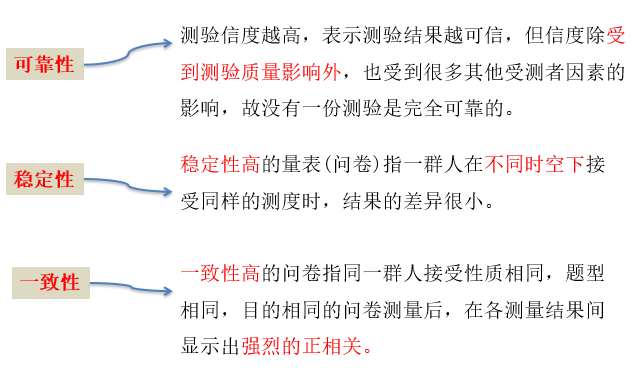 可靠性
测验信度越高，表示测验结果越可信，但信度除受
到测验质量影响外，也受到很多其他受测者因素的
影响，故没有一份测验是完全可靠的。
稳定性
稳定性高的量表(问卷)指一群人在不同时空下接
受同样的测度时，结果的差异很小。
一致性
一致性高的问卷指同一群人接受性质相同，题型
相同，目的相同的问卷测量后，在各测量结果间
显示出强烈的正相关。